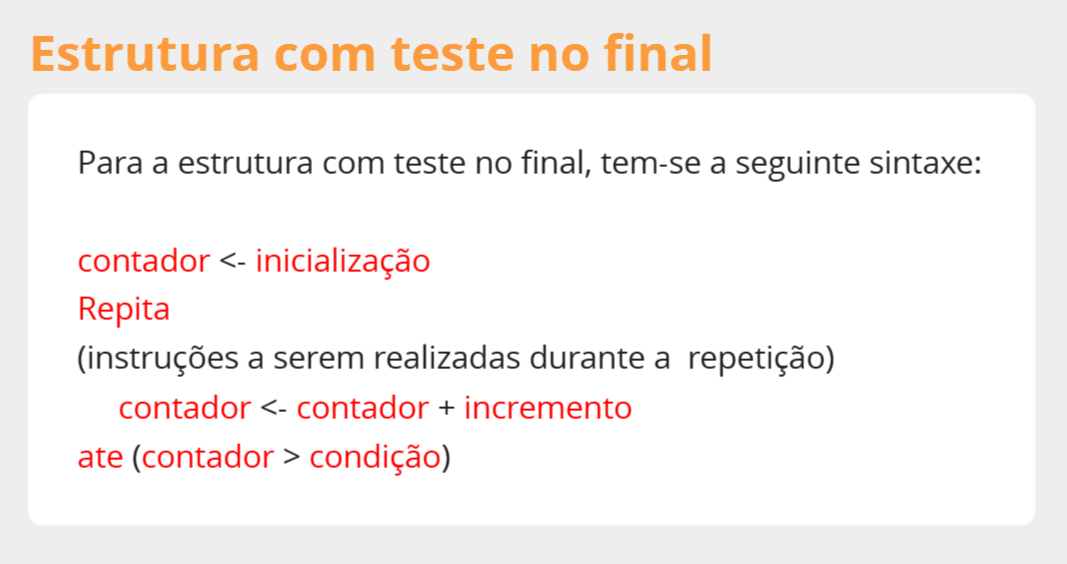 Estrutura com teste no final
Para a estrutura com teste no final, tem-se a seguinte sintaxe:
contador <- inicialização
Repita
(instruções a serem realizadas durante a  repetição)
contador <- contador + incremento
ate (contador > condição)